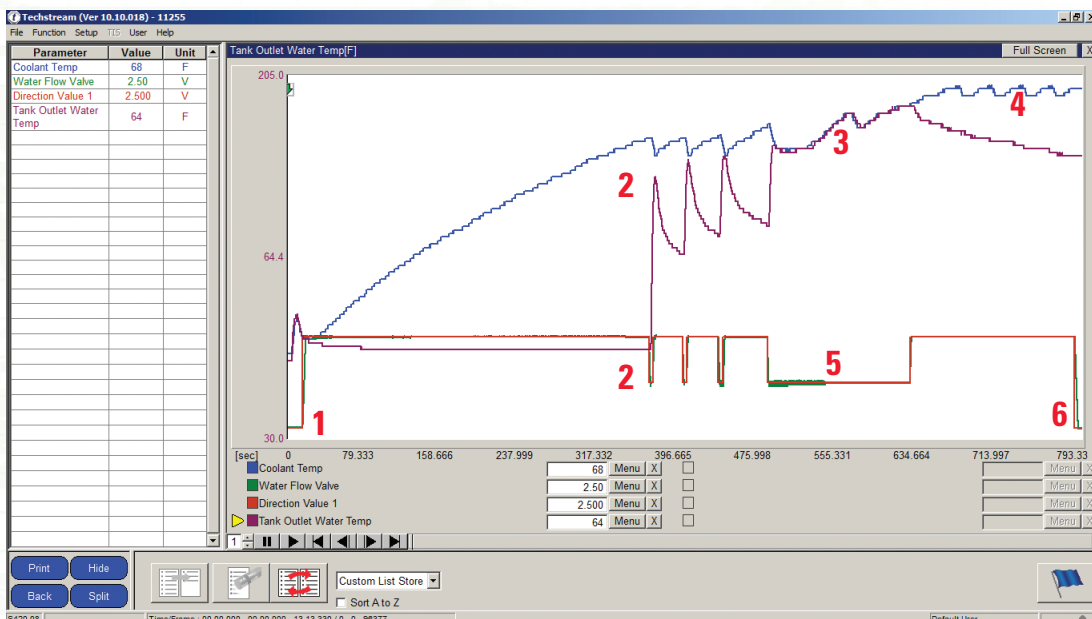 Techstream (Ver 10.10.018) - 11255
File Function Setup TIS User Help
Parameter Value Unit
Coolant Temp 68 F
Water Flow Valve 2.50 V
Direction Value 1 2.500 V
Tank Outlet Water Temp 64 F
Tank Outlet Water Temp[F] Full Screen X
205.0
64.4
30.0
1
2
2
3
4
5
6
[sec] 0 79.333 158.666 237.999 317.332 396.665 475.998 555.331 634.664 713.997 793.33
Coolant Temp 68 Menu X Menu X
Water Flow Valve 2.50 Menu X Menu X
Direction Value 1 2.500 Menu X Menu X
Tank Outlet Water Temp 64 Menu X Menu X
1
Print Hide
Back Split
Custom List Store
Sort A to Z
Default User